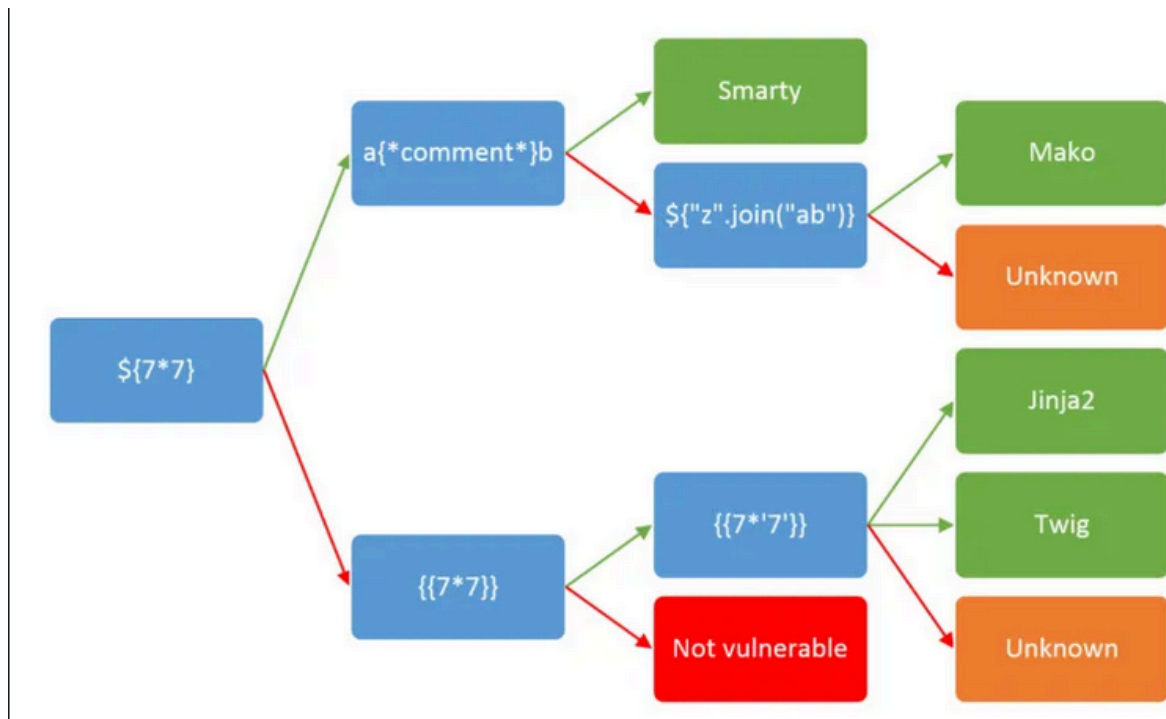 ${7*7}
a{*comment*}b
Smarty
${"z".join("ab")}
Mako
Unknown
{{7*7}}
{{7*'7'}}
Not vulnerable
Jinja2
Twig
Unknown